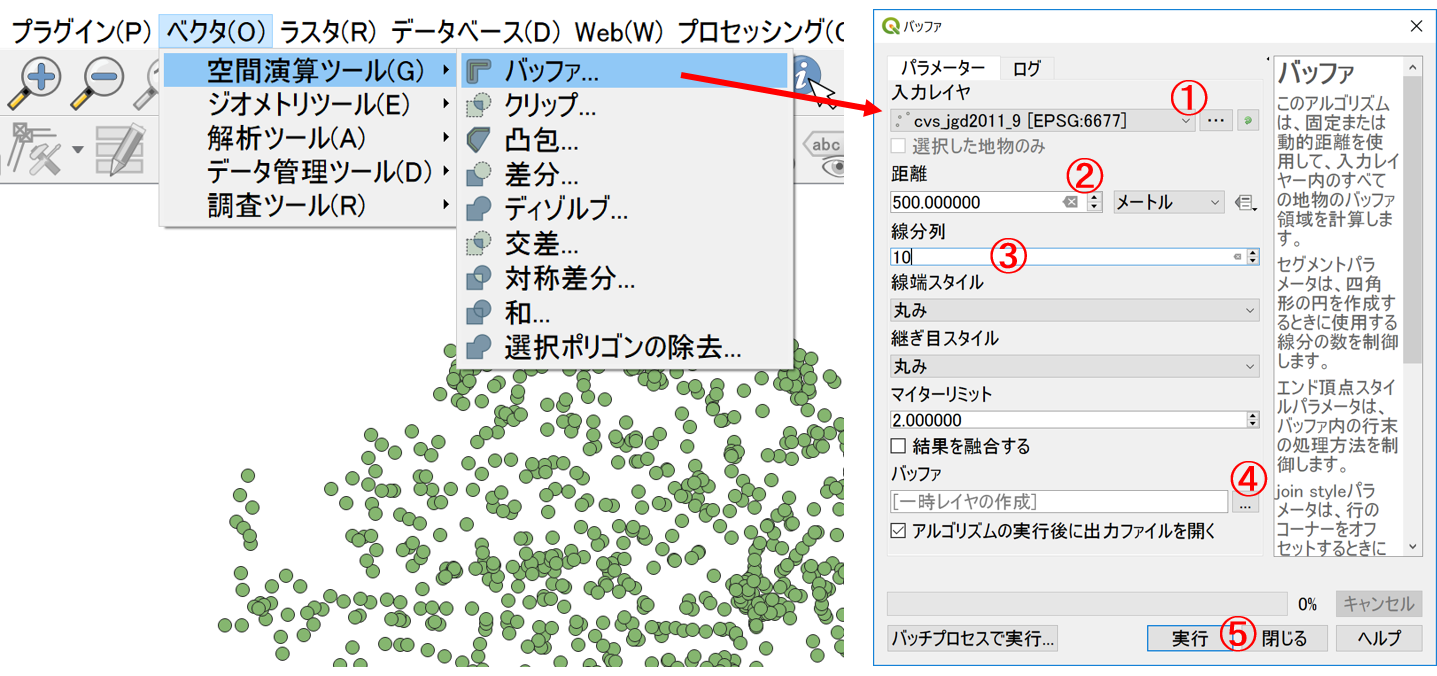 プラグイン(P) ベクタ(O) ラスタ(R) データベース(D) Web(W) プロセッシング(
空間演算ツール(G)
ジオメトリツール(E)
解析ツール(A)
データ管理ツール(D)
調査ツール(R)
バッファ...
クリップ...
凸包...
差分...
ディゾルブ...
交差...
対称差分...
和...
選択ポリゴンの除去...
abc
バッファ
パラメーター ログ
入力レイヤ
①
cvs_jgd2011_9 [EPSG:6677]
...
選択した地物のみ
距離
②
500.000000
メートル
線分列
10
③
線端スタイル
丸み
継ぎ目スタイル
丸み
マイターリミット
2.000000
結果を融合する
バッファ
④
[一時レイヤの作成]
...
アルゴリズムの実行後に出力ファイルを開く
0%
キャンセル
バッチプロセスで実行...
実行
⑤
閉じる
ヘルプ
バッファ
このアルゴリズム
は、固定または
動的距離を使
用して、入力レイ
ヤー内のすべて
の地物のバッファ
領域を計算しま
す。
セグメントパラ
メータは、四角
形の円を作成す
るときに使用する
線分の数を制御
します。
エンド頂点スタイ
ルパラメータは、
バッファ内の行末
の処理方法を制
御します。
join styleパラ
メータは、行の
コーナーをオフ
セットするときに